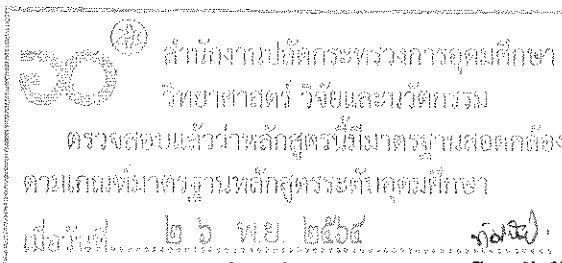 สำนักงานปลัดกระทรวงการอุดมศึกษา
วิทยาศาสตร์ วิจัยและนวัตกรรม
ตรวจสอบแล้วว่าหลักสูตรนี้มีมาตรฐานสอดคล้อง
ตามเกณฑ์มาตรฐานหลักสูตรระดับอุดมศึกษา
เมื่อวันที่ ๒ ๖ พ.ย. ๒๕๖๔